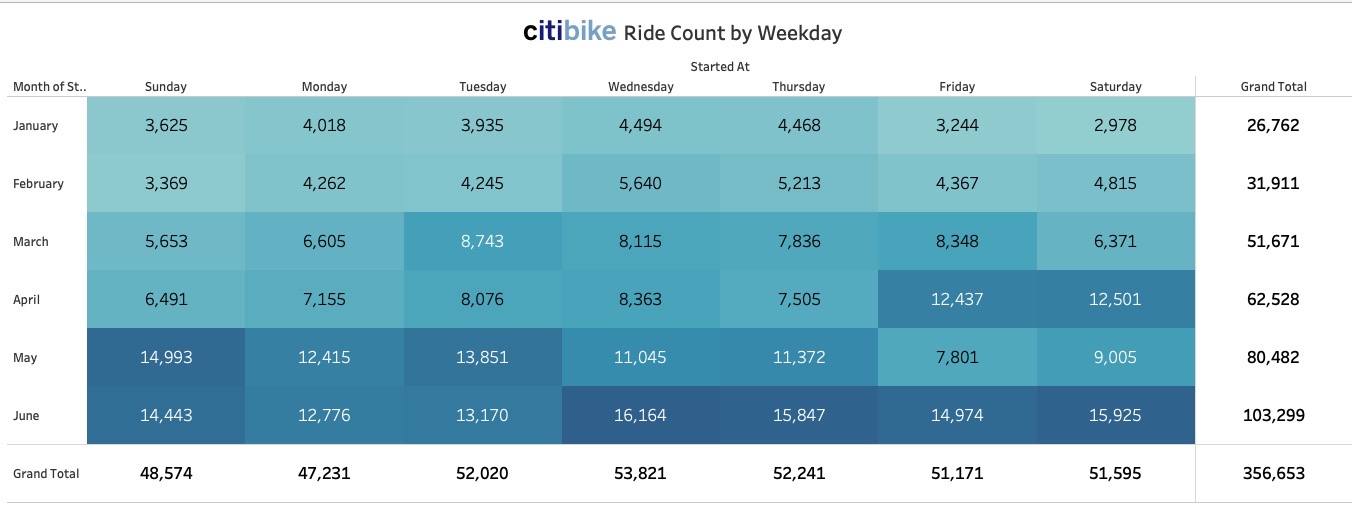 citibike Ride Count by Weekday
Started At
Month of St.. Sunday Monday Tuesday Wednesday Thursday Friday Saturday Grand Total
January 3,625 4,018 3,935 4,494 4,468 3,244 2,978 26,762
February 3,369 4,262 4,245 5,640 5,213 4,367 4,815 31,911
March 5,653 6,605 8,743 8,115 7,836 8,348 6,371 51,671
April 6,491 7,155 8,076 8,363 7,505 12,437 12,501 62,528
May 14,993 12,415 13,851 11,045 11,372 7,801 9,005 80,482
June 14,443 12,776 13,170 16,164 15,847 14,974 15,925 103,299
Grand Total 48,574 47,231 52,020 53,821 52,241 51,171 51,595 356,653